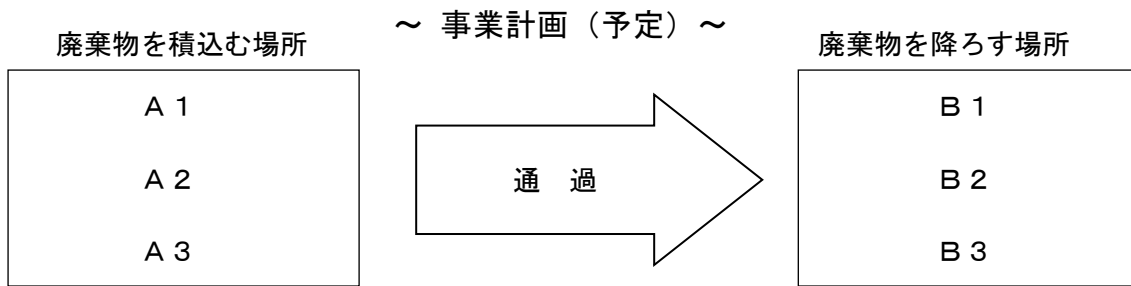 ～ 事業計画（予定）～
廃棄物を積込む場所
廃棄物を降ろす場所
Ａ１
Ａ２
Ａ３
通　過
Ｂ１
Ｂ２
Ｂ３